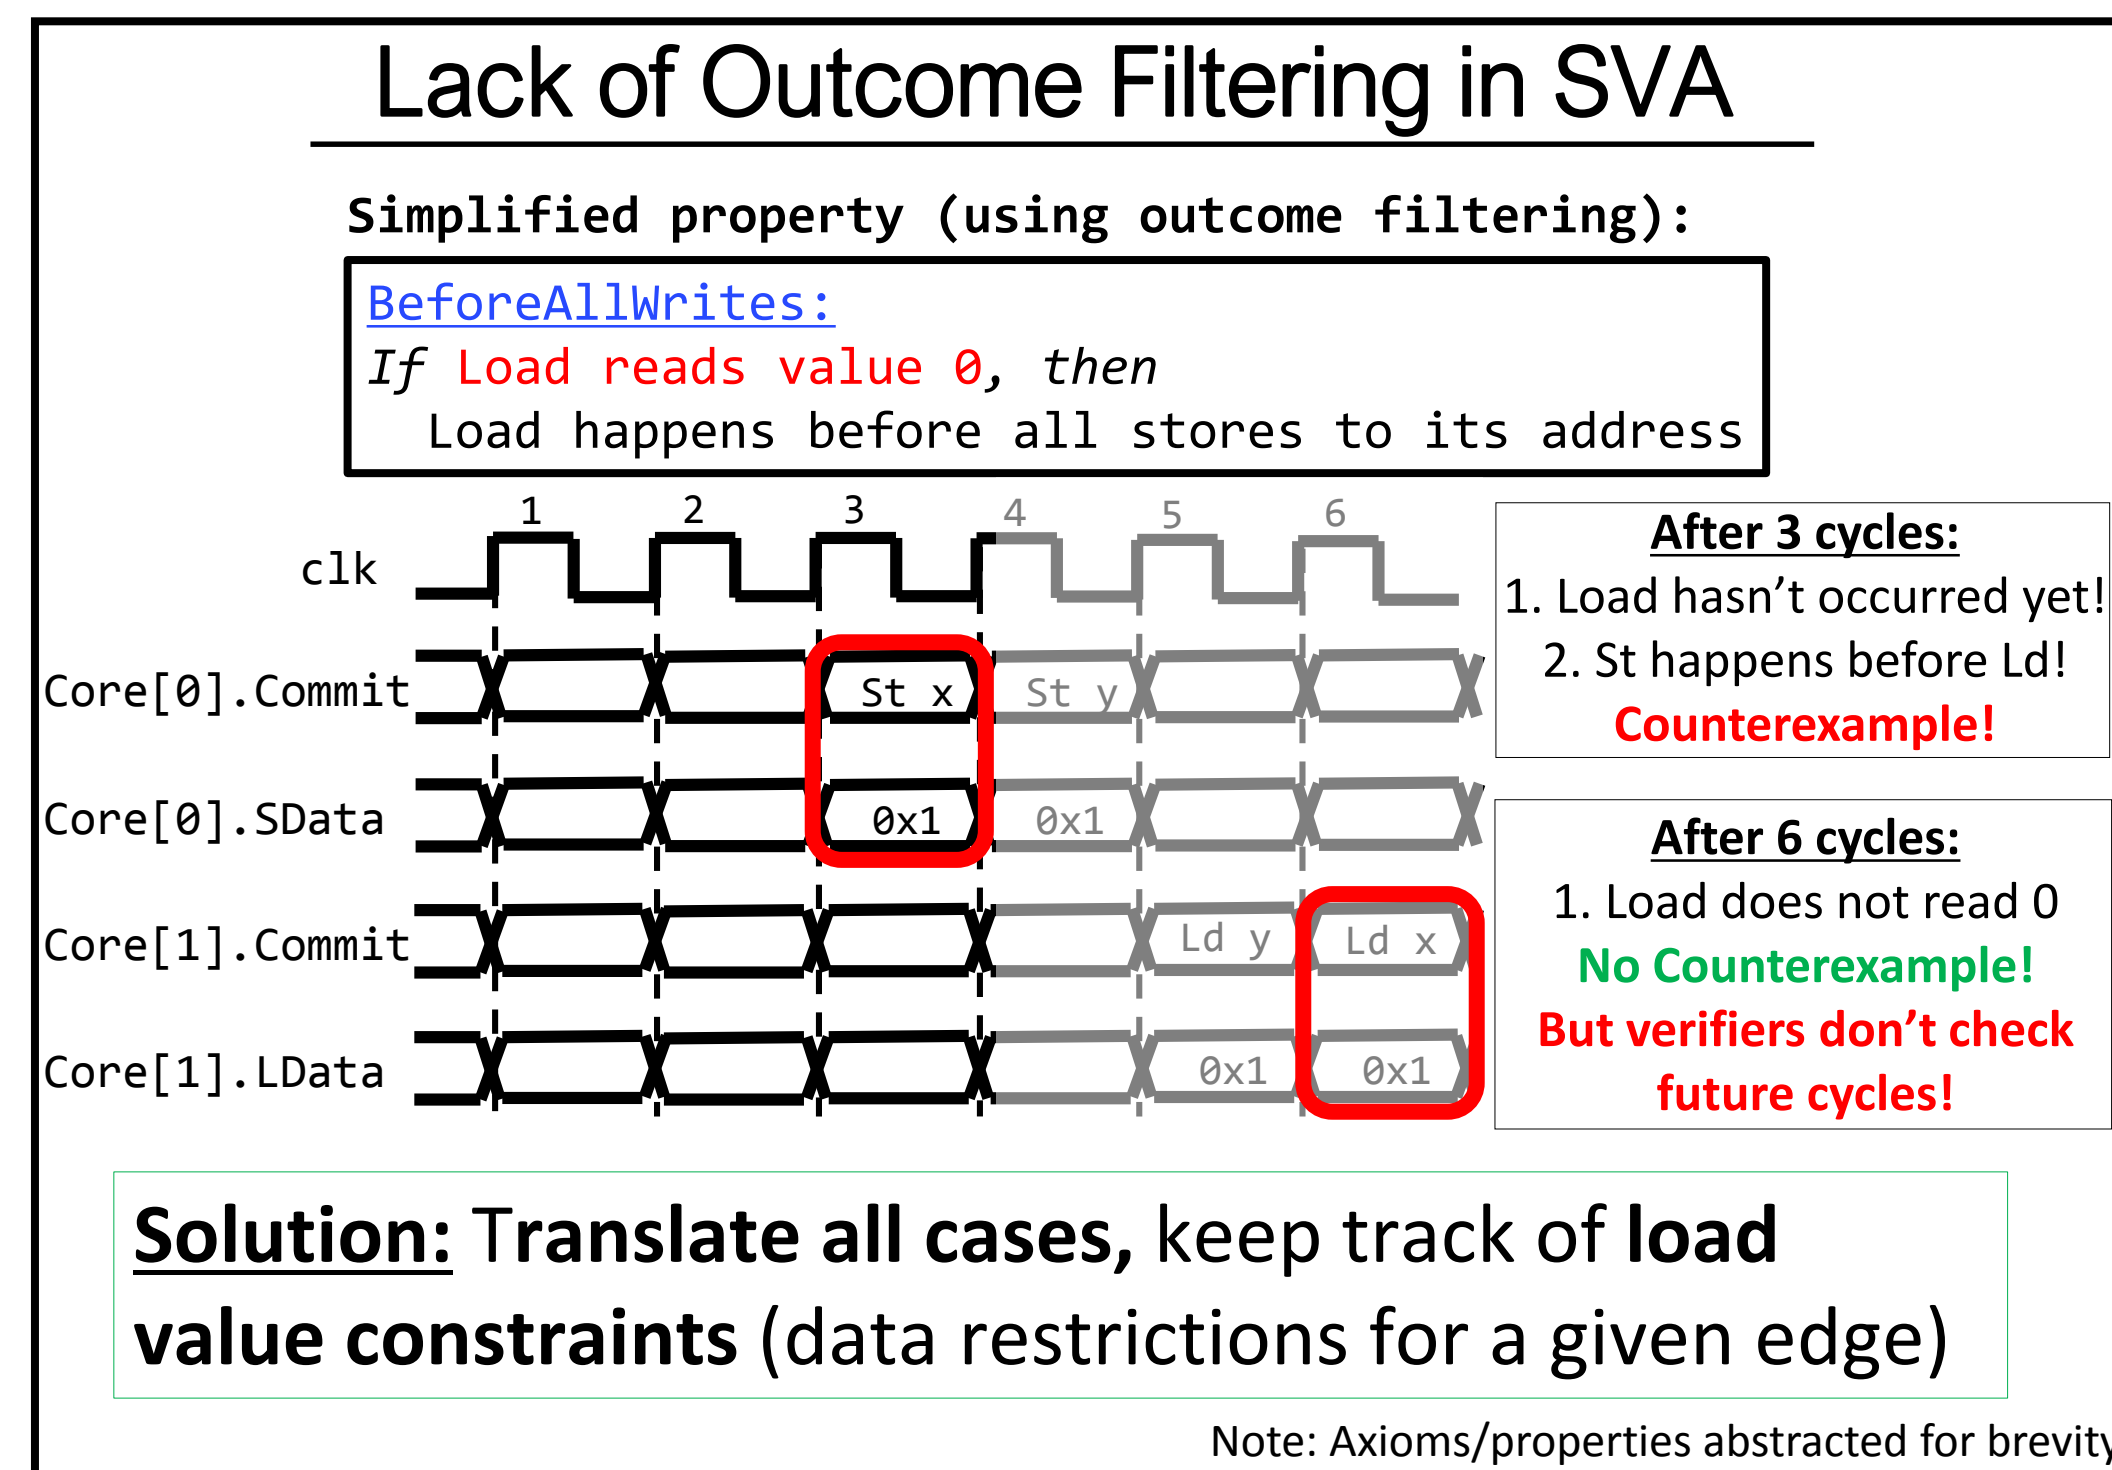 Lack of Outcome Filtering in SVA
Simplified property (using outcome filtering):
BeforeAllWrites:
If Load reads value 0, then
Load happens before all stores to its address
1 2 3 4 5 6
clk
Core[0].Commit St x St y
Core[0].SData 0x1 0x1
Core[1].Commit Ld y Ld x
Core[1].LData 0x1 0x1
After 3 cycles:
1. Load hasn’t occurred yet!
2. St happens before Ld!
Counterexample!
After 6 cycles:
1. Load does not read 0
No Counterexample!
But verifiers don’t check
future cycles!
Solution: Translate all cases, keep track of load
value constraints (data restrictions for a given edge)
Note: Axioms/properties abstracted for brevity